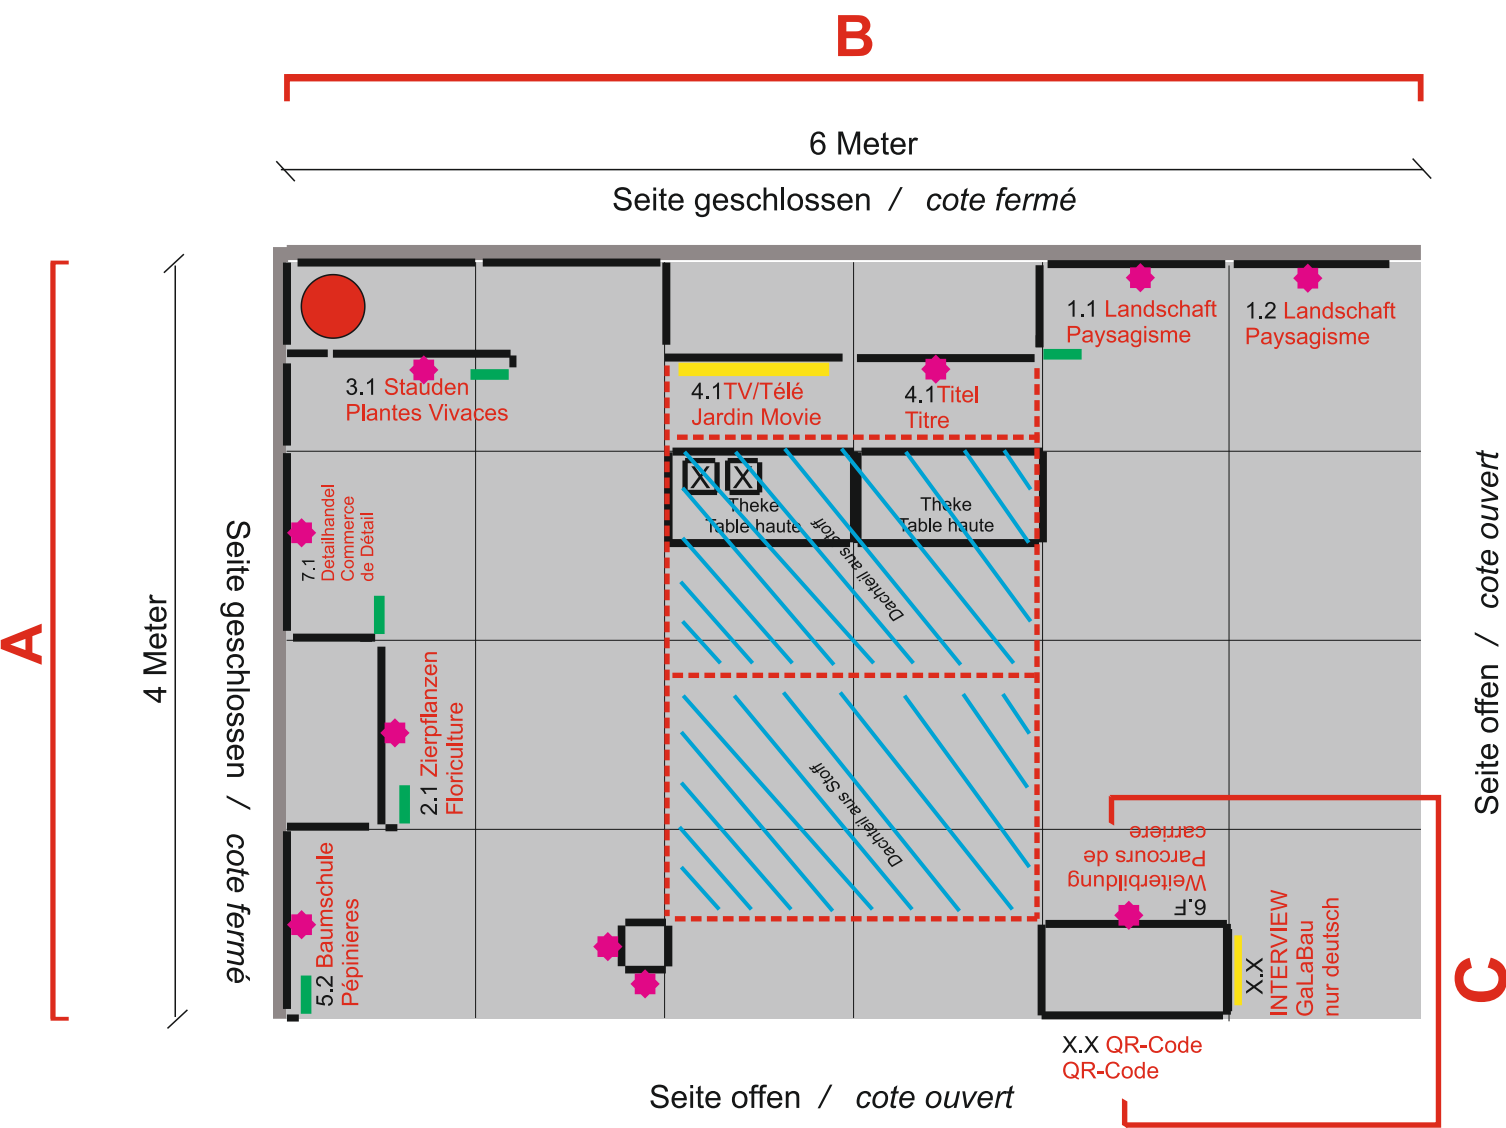 B
6 Meter
Seite geschlossen / cote fermé
A
4 Meter
Seite geschlossen / cote fermé
3.1 Stauden
Plantes Vivaces
4.1TV/Télé
Jardin Movie
4.1Titel
Titre
1.1 Landschaft
Paysagisme
1.2 Landschaft
Paysagisme
X X
Theke
Table haute
Theke
Table haute
Dachteil aus Stoff
7.1
Detailhandel
Commerce
de Détail
2.1 Zierpflanzen
Floriculture
Dachteil aus Stoff
5.2 Baumschule
Pépinieres
6.F
Weiterbildung
Parcours de
carriere
X.X
INTERVIEW
GaLaBau
nur deutsch
X.X QR-Code
QR-Code
Seite offen / cote ouvert
C
Seite offen / cote ouvert